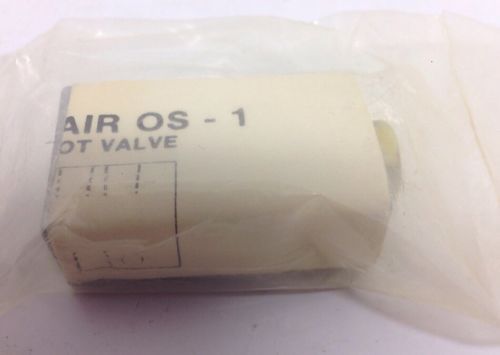 AIR OS - 1
OT VALVE